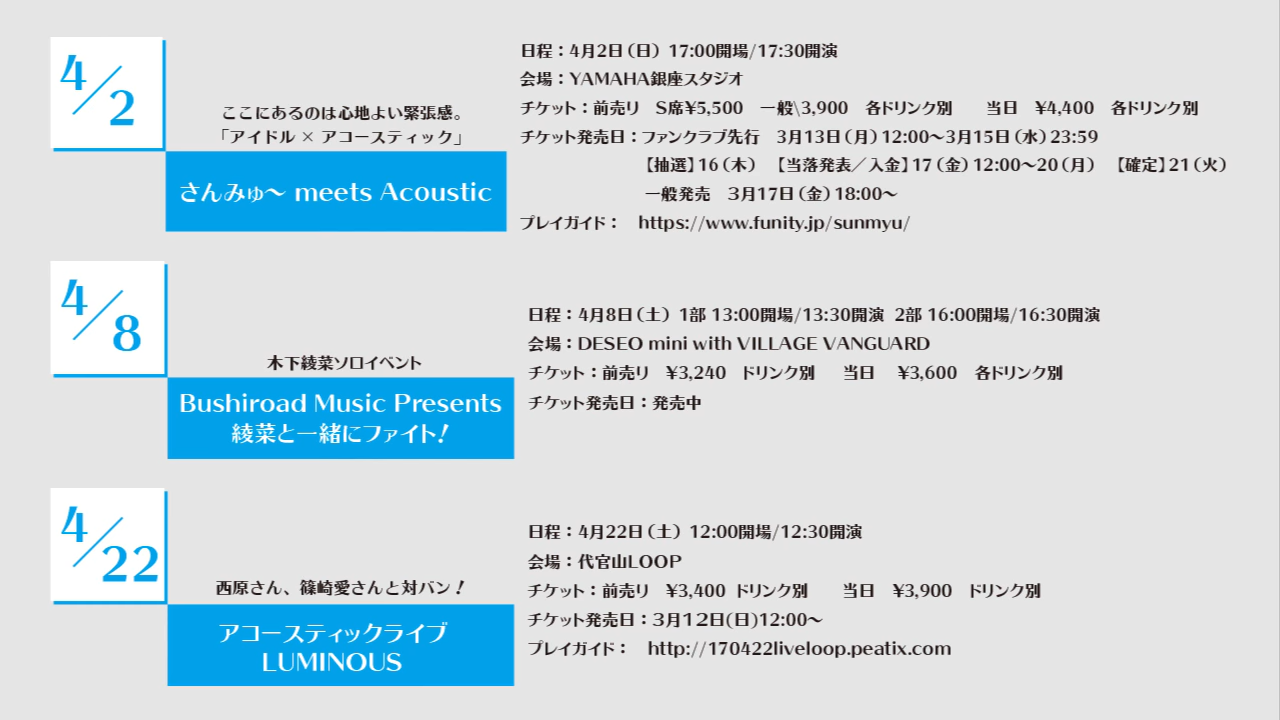 4/2
ここにあるのは心地よい緊張感。
「アイドル × アコースティック」
さんみゅ～ meets Acoustic
日程：4月2日（日） 17:00開場/17:30開演
会場：YAMAHA銀座スタジオ
チケット：前売り　S席¥5,500　一般\3,900　各ドリンク別　　当日　¥4,400　各ドリンク別
チケット発売日：ファンクラブ先行　3月13日（月）12:00～3月15日（水）23:59
【抽選】16（木）　【当落発表／入金】17（金）12:00～20（月）　【確定】21（火）
一般発売　3月17日（金）18:00～
プレイガイド：　https://www.funity.jp/sunmyu/
4/8
木下綾菜ソロイベント
Bushiroad Music Presents
綾菜と一緒にファイト！
日程：4月8日（土） 1部 13:00開場/13:30開演 2部 16:00開場/16:30開演
会場：DESEO mini with VILLAGE VANGUARD
チケット：前売り　¥3,240　ドリンク別　　当日　¥3,600　各ドリンク別
チケット発売日：発売中
4/22
西原さん、篠崎愛さんと対バン！
アコースティックライブ
LUMINOUS
日程：4月22日（土） 12:00開場/12:30開演
会場：代官山LOOP
チケット：前売り　¥3,400 ドリンク別　　当日　¥3,900　ドリンク別
チケット発売日：３月１２日(日)12:00～
プレイガイド：　http://170422liveloop.peatix.com